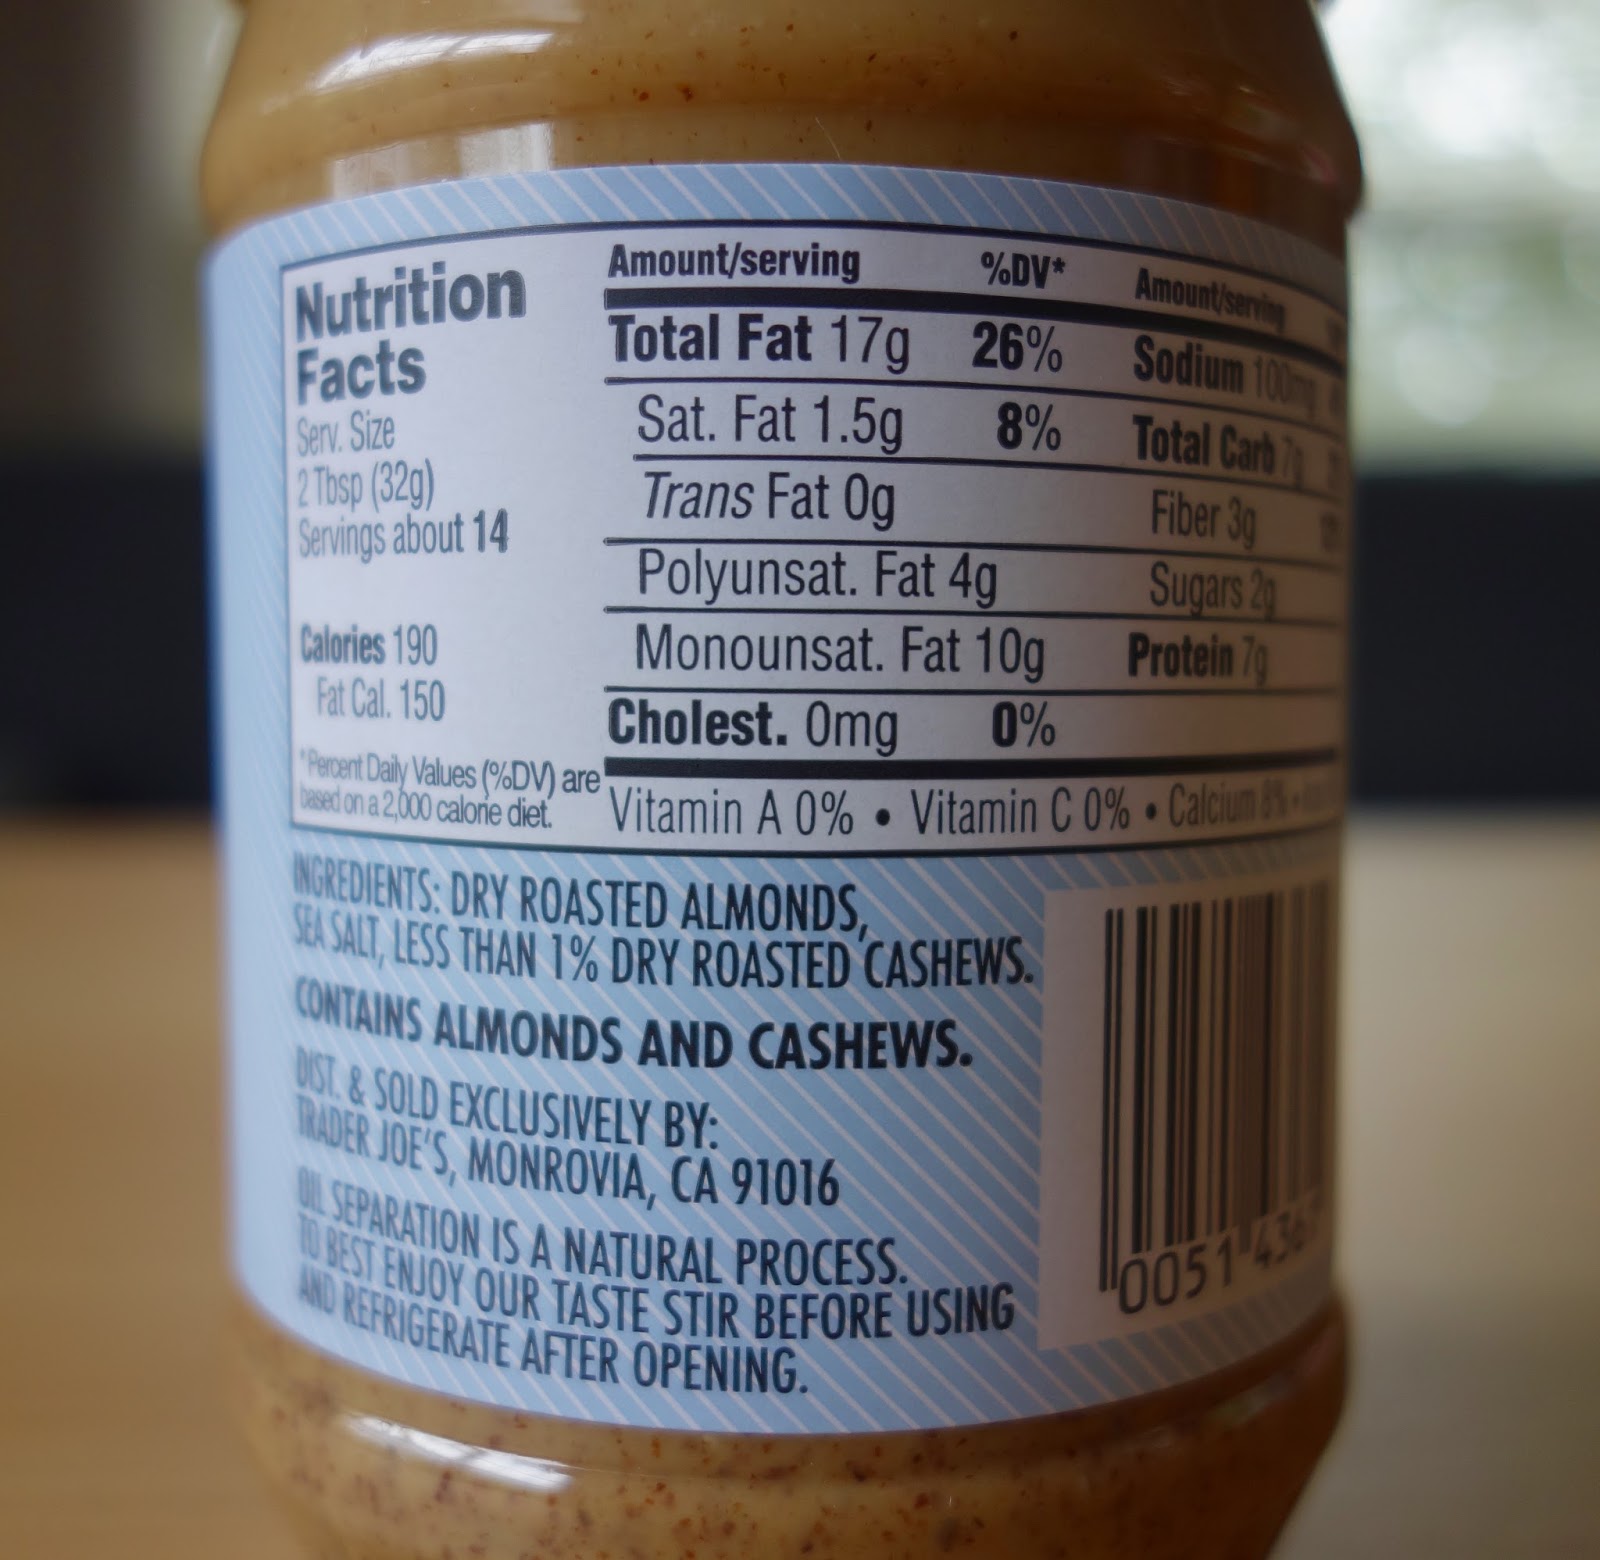 Nutrition
Facts
Serv. Size
2 Tbsp (32g)
Servings about 14
Calories 190
Fat Cal. 150
*Percent Daily Values (%DV) are
based on a 2,000 calorie diet.
Amount/serving %DV*
Total Fat 17g 26%
Sat. Fat 1.5g 8%
Trans Fat 0g
Polyunsat. Fat 4g
Monounsat. Fat 10g
Cholest. 0mg 0%
Amount/serving
Sodium 100mg
Total Carb 7g
Fiber 3g
Sugars 2g
Protein 7g
Vitamin A 0% • Vitamin C 0% • Calcium 8% •
INGREDIENTS: DRY ROASTED ALMONDS,
SEA SALT, LESS THAN 1% DRY ROASTED CASHEWS.
CONTAINS ALMONDS AND CASHEWS.
DIST. & SOLD EXCLUSIVELY BY:
TRADER JOE'S, MONROVIA, CA 91016
OIL SEPARATION IS A NATURAL PROCESS.
TO BEST ENJOY OUR TASTE STIR BEFORE USING
AND REFRIGERATE AFTER OPENING.
0051